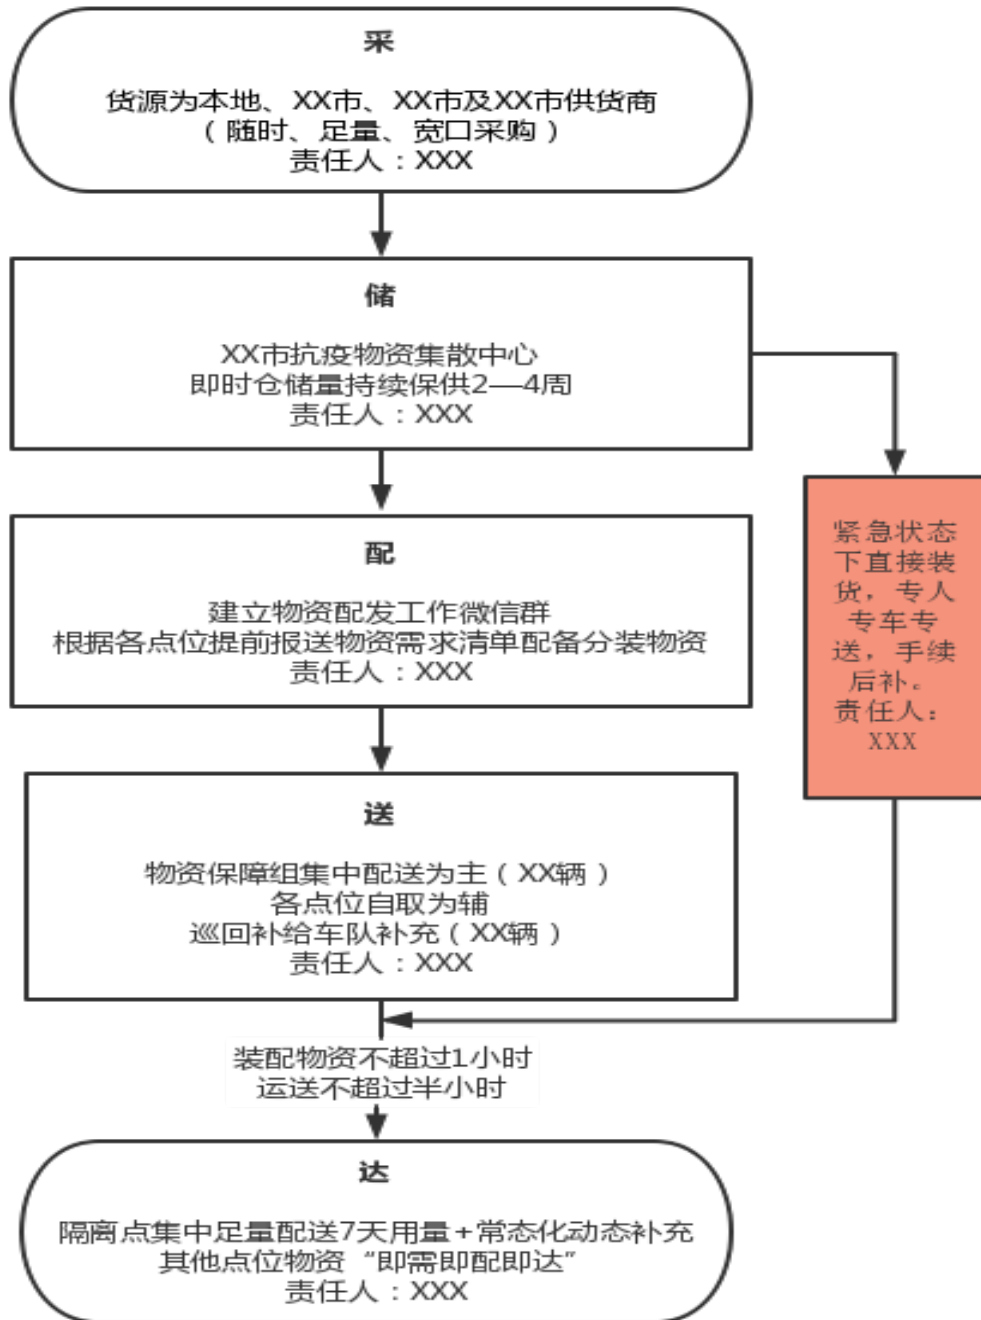 采
货源为本地、XX市、XX市及XX市供货商
（随时、足量、宽口采购）
责任人：XXX
储
XX市抗疫物资集散中心
即时仓储量持续保供2—4周
责任人：XXX
配
建立物资配发工作微信群
根据各点位提前报送物资需求清单配备分装物资
责任人：XXX
紧急状态
下直接装
货，专人
专车专
送，手续
后补。
责任人：
XXX
送
物资保障组集中配送为主（XX辆）
各点位自取为辅
巡回补给车队补充（XX辆）
责任人：XXX
装配物资不超过1小时
运送不超过半小时
达
隔离点集中足量配送7天用量+常态化动态补充
其他点位物资“即需即配即达”
责任人：XXX